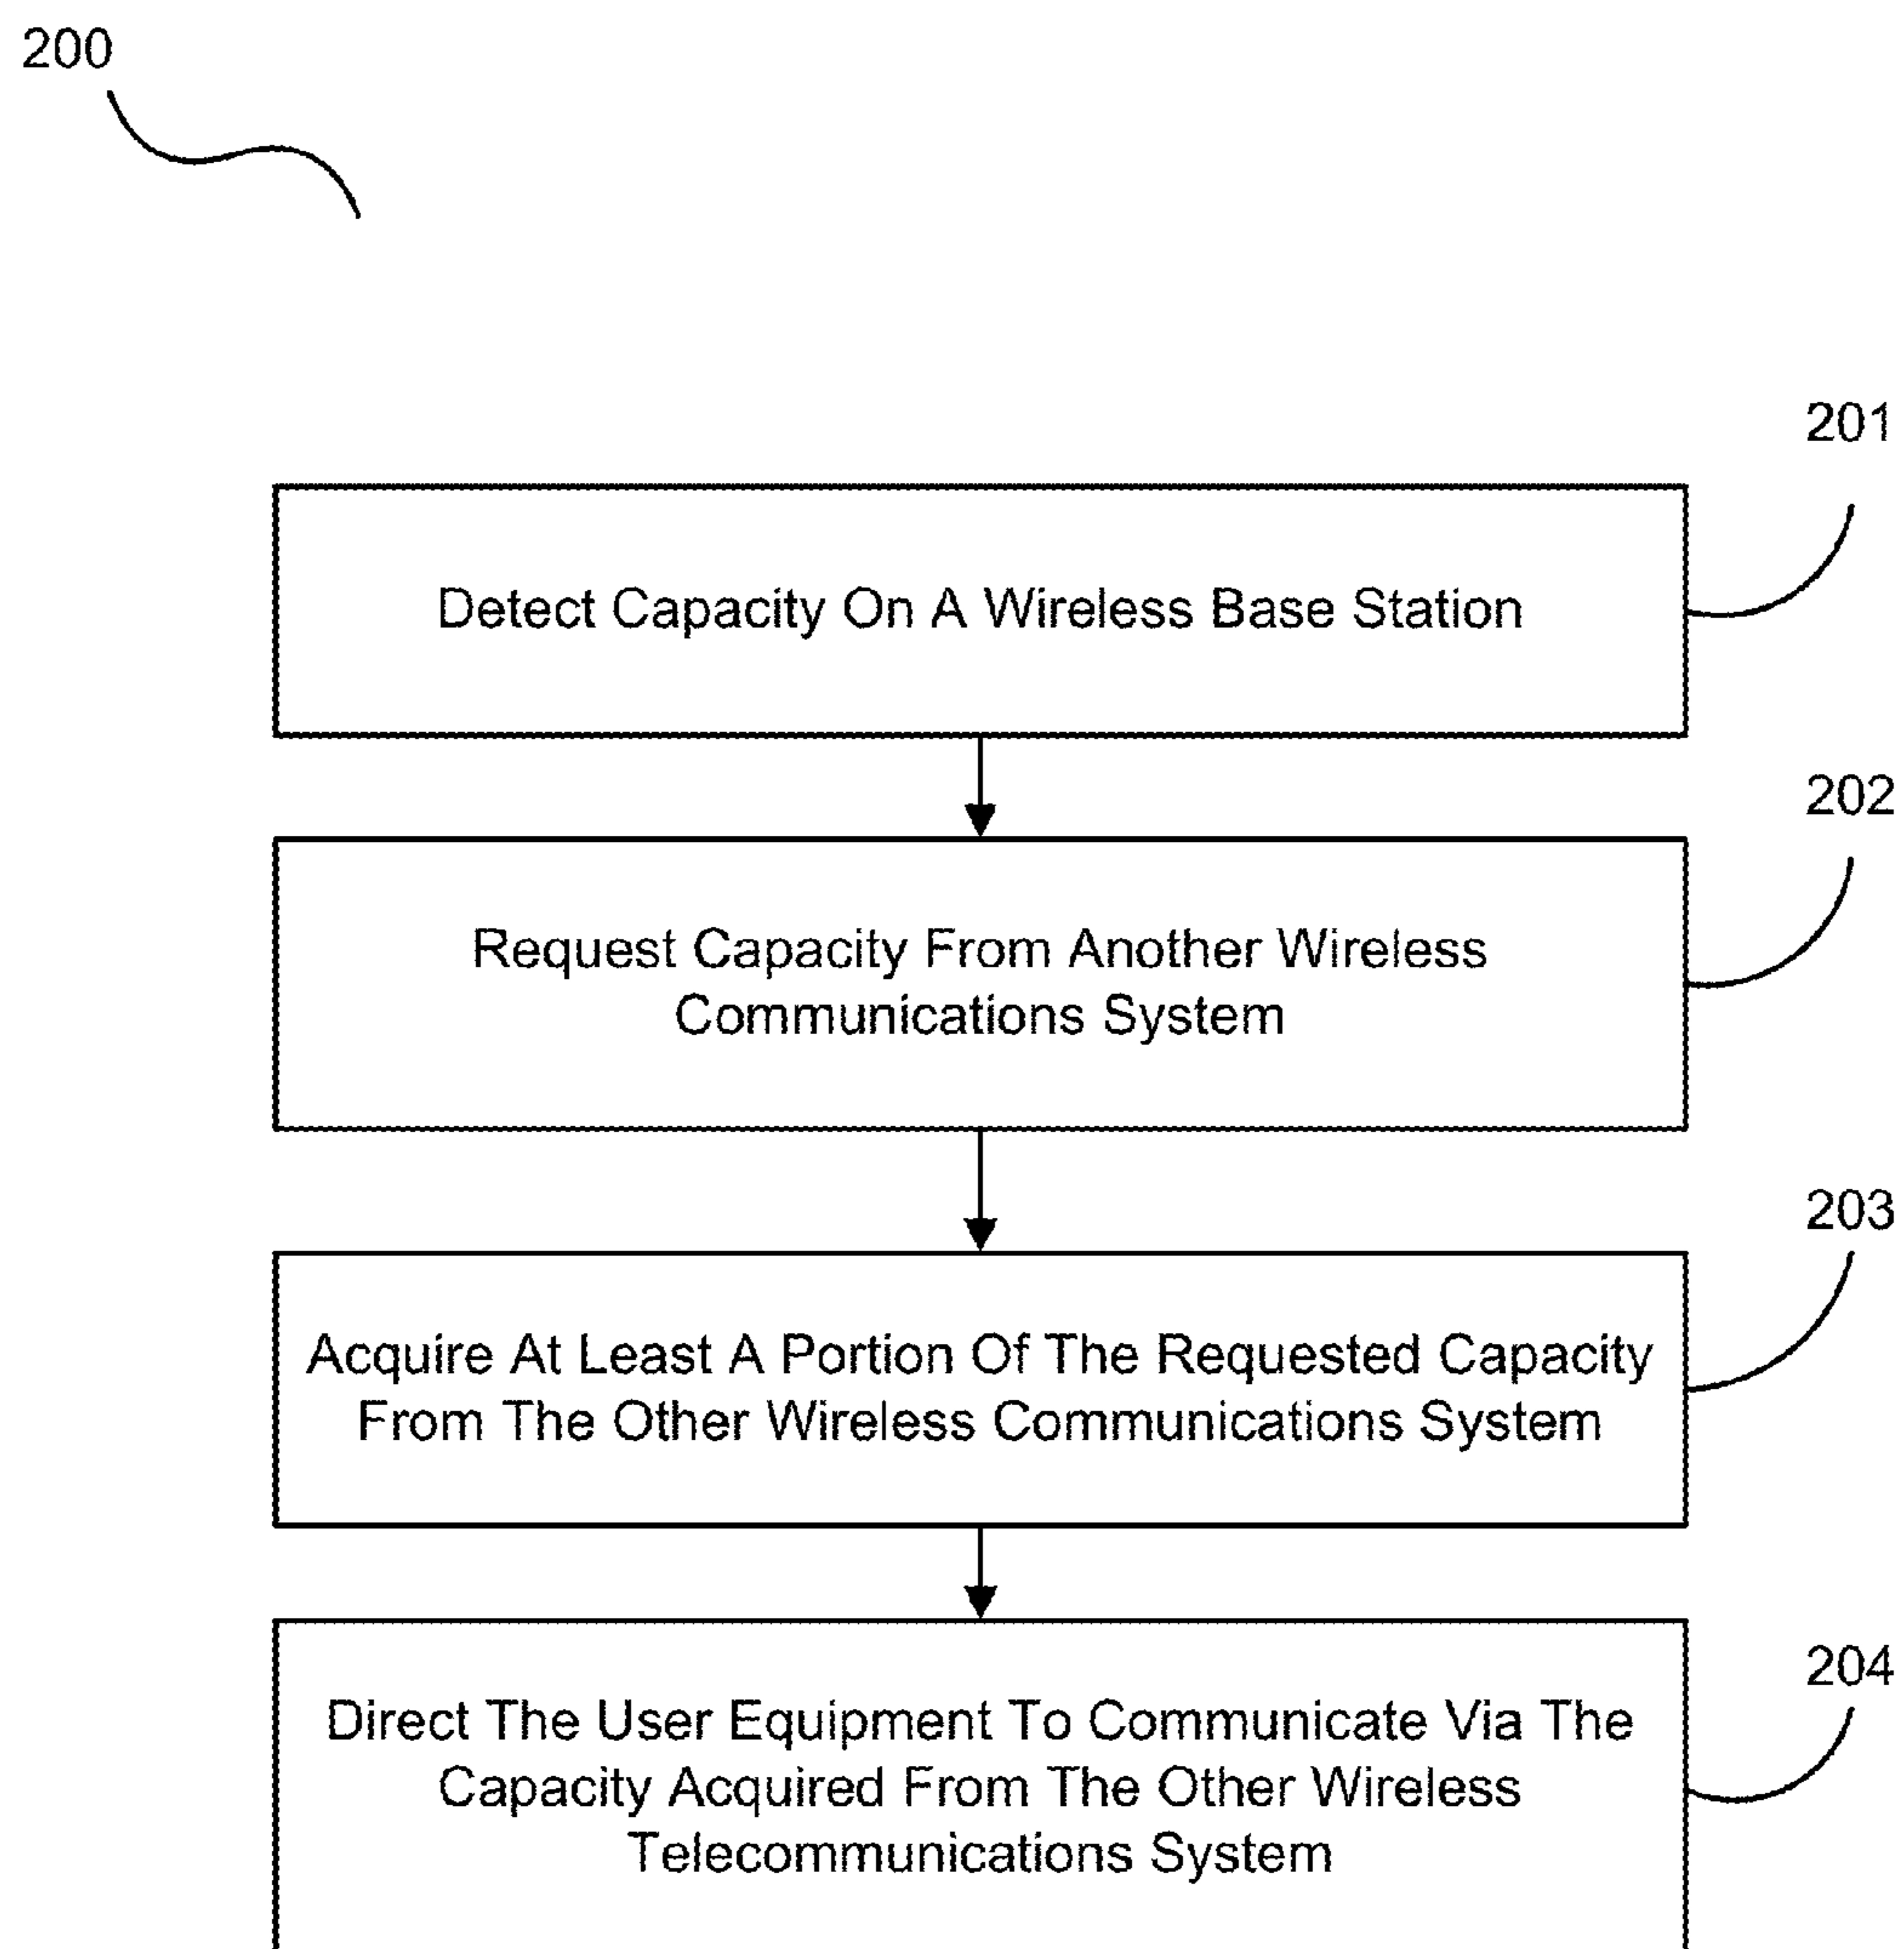 200
201
Detect Capacity On A Wireless Base Station
202
Request Capacity From Another Wireless
Communications System
203
Acquire At Least A Portion Of The Requested Capacity
From The Other Wireless Communications System
204
Direct The User Equipment To Communicate Via The
Capacity Acquired From The Other Wireless
Telecommunications System